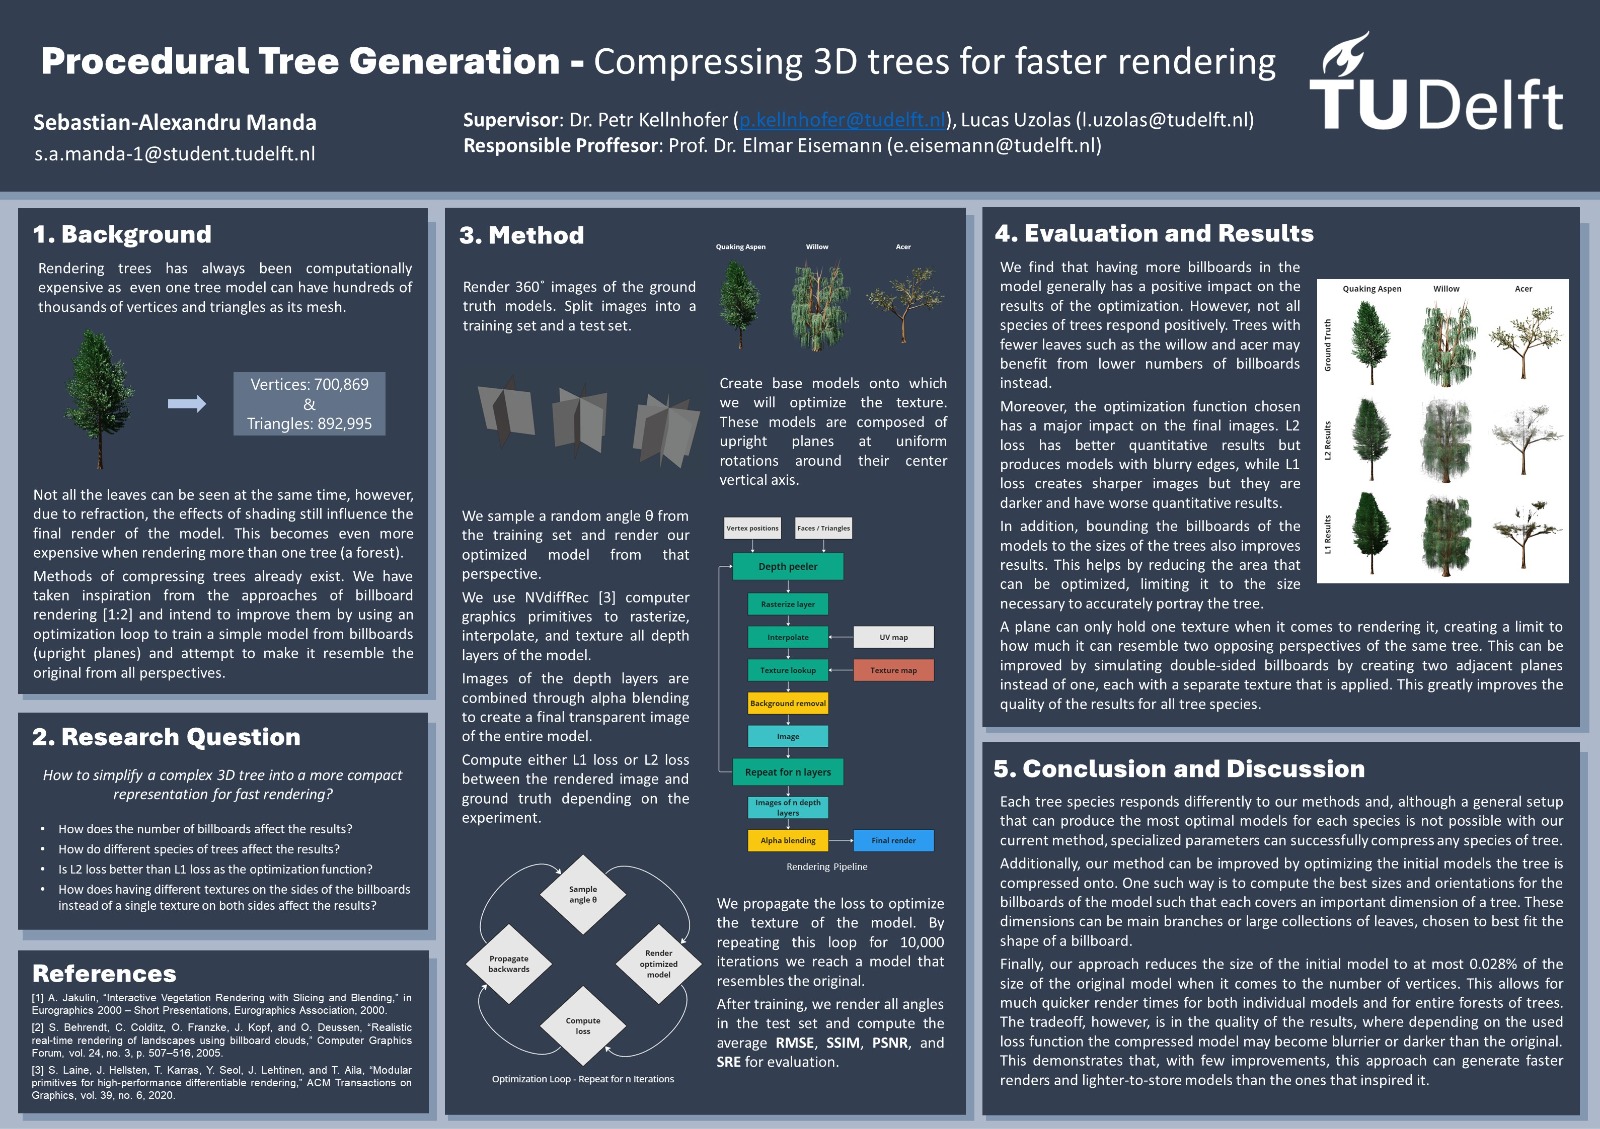 Procedural Tree Generation - Compressing 3D trees for faster rendering
TUDelft
Sebastian-Alexandru Manda
s.a.manda-1@student.tudelft.nl
Supervisor: Dr. Petr Kellnhofer (p.kellnhofer@tudelft.nl), Lucas Uzolas (l.uzolas@tudelft.nl)
Responsible Proffesor: Prof. Dr. Elmar Eisemann (e.eisemann@tudelft.nl)
1. Background
Rendering trees has always been computationally
expensive as even one tree model can have hundreds of
thousands of vertices and triangles as its mesh.
Vertices: 700,869
&
Triangles: 892,995
Not all the leaves can be seen at the same time, however,
due to refraction, the effects of shading still influence the
final render of the model. This becomes even more
expensive when rendering more than one tree (a forest).
Methods of compressing trees already exist. We have
taken inspiration from the approaches of billboard
rendering [1:2] and intend to improve them by using an
optimization loop to train a simple model from billboards
(upright planes) and attempt to make it resemble the
original from all perspectives.
2. Research Question
How to simplify a complex 3D tree into a more compact
representation for fast rendering?
• How does the number of billboards affect the results?
• How do different species of trees affect the results?
• Is L2 loss better than L1 loss as the optimization function?
• How does having different textures on the sides of the billboards
instead of a single texture on both sides affect the results?
References
[1] A. Jakulin, “Interactive Vegetation Rendering with Slicing and Blending,” in
Eurographics 2000 – Short Presentations, Eurographics Association, 2000.
[2] S. Behrendt, C. Colditz, O. Franzke, J. Kopf, and O. Deussen, “Realistic
real-time rendering of landscapes using billboard clouds,” Computer Graphics
Forum, vol. 24, no. 3, p. 507–516, 2005.
[3] S. Laine, J. Hellsten, T. Karras, Y. Seol, J. Lehtinen, and T. Aila, “Modular
primitives for high-performance differentiable rendering,” ACM Transactions on
Graphics, vol. 39, no. 6, 2020.
3. Method
Quaking Aspen Willow Acer
Render 360˚ images of the ground
truth models. Split images into a
training set and a test set.
Create base models onto which
we will optimize the texture.
These models are composed of
upright planes at uniform
rotations around their center
vertical axis.
We sample a random angle θ from
the training set and render our
optimized model from that
perspective.
We use NVdiffRec [3] computer
graphics primitives to rasterize,
interpolate, and texture all depth
layers of the model.
Images of the depth layers are
combined through alpha blending
to create a final transparent image
of the entire model.
Compute either L1 loss or L2 loss
between the rendered image and
ground truth depending on the
experiment.
Vertex positions Faces / Triangles
Depth peeler
Rasterize layer
Interpolate UV map
Texture lookup Texture map
Background removal
Image
Repeat for n layers
Images of n depth
layers
Alpha blending Final render
Rendering Pipeline
Sample
angle θ
Propagate
backwards
Render
optimized
model
Compute
loss
Optimization Loop - Repeat for n Iterations
We propagate the loss to optimize
the texture of the model. By
repeating this loop for 10,000
iterations we reach a model that
resembles the original.
After training, we render all angles
in the test set and compute the
average RMSE, SSIM, PSNR, and
SRE for evaluation.
4. Evaluation and Results
We find that having more billboards in the
model generally has a positive impact on the
results of the optimization. However, not all
species of trees respond positively. Trees with
fewer leaves such as the willow and acer may
benefit from lower numbers of billboards
instead.
Moreover, the optimization function chosen
has a major impact on the final images. L2
loss has better quantitative results but
produces models with blurry edges, while L1
loss creates sharper images but they are
darker and have worse quantitative results.
In addition, bounding the billboards of the
models to the sizes of the trees also improves
results. This helps by reducing the area that
can be optimized, limiting it to the size
necessary to accurately portray the tree.
Quaking Aspen Willow Acer
Ground Truth
L2 Results
L1 Results
A plane can only hold one texture when it comes to rendering it, creating a limit to
how much it can resemble two opposing perspectives of the same tree. This can be
improved by simulating double-sided billboards by creating two adjacent planes
instead of one, each with a separate texture that is applied. This greatly improves the
quality of the results for all tree species.
5. Conclusion and Discussion
Each tree species responds differently to our methods and, although a general setup
that can produce the most optimal models for each species is not possible with our
current method, specialized parameters can successfully compress any species of tree.
Additionally, our method can be improved by optimizing the initial models the tree is
compressed onto. One such way is to compute the best sizes and orientations for the
billboards of the model such that each covers an important dimension of a tree. These
dimensions can be main branches or large collections of leaves, chosen to best fit the
shape of a billboard.
Finally, our approach reduces the size of the initial model to at most 0.028% of the
size of the original model when it comes to the number of vertices. This allows for
much quicker render times for both individual models and for entire forests of trees.
The tradeoff, however, is in the quality of the results, where depending on the used
loss function the compressed model may become blurrier or darker than the original.
This demonstrates that, with few improvements, this approach can generate faster
renders and lighter-to-store models than the ones that inspired it.